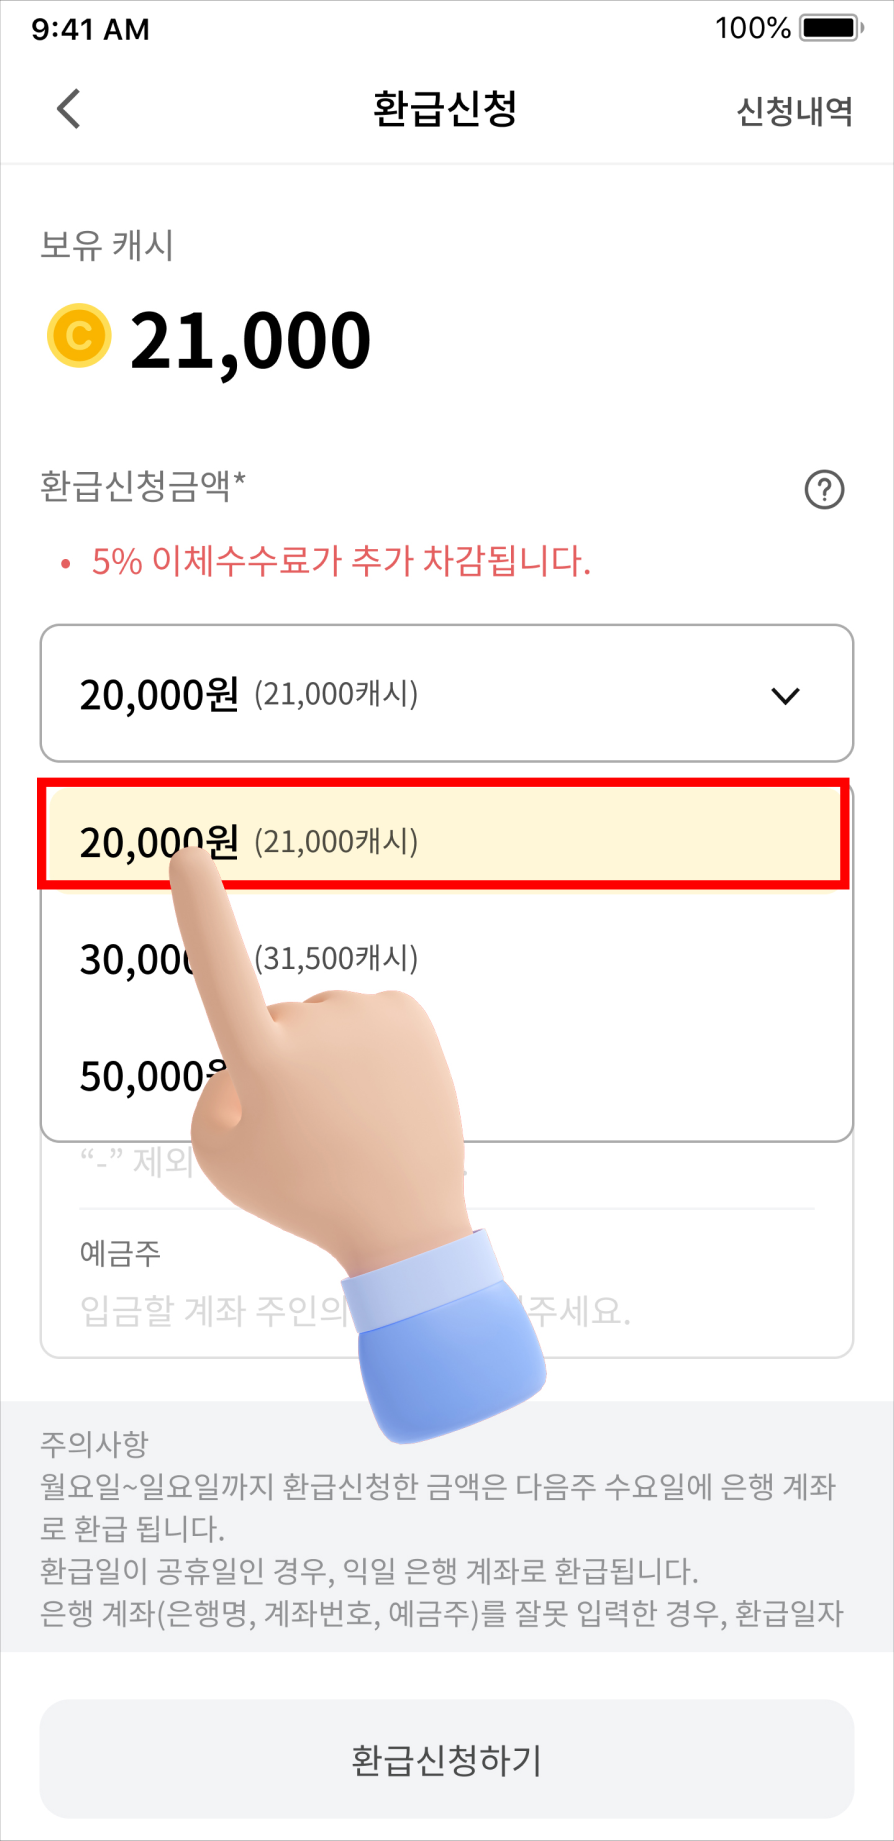 9:41 AM 100%
환급신청 신청내역
보유 캐시
C 21,000
환급신청금액* ?
• 5% 이체수수료가 추가 차감됩니다.
20,000원 (21,000캐시)
20,000원 (21,000캐시)
30,000 (31,500캐시)
50,000원
“-” 제외
예금주
입금할 계좌 주인의 주세요.
주의사항
월요일~일요일까지 환급신청한 금액은 다음주 수요일에 은행 계좌
로 환급 됩니다.
환급일이 공휴일인 경우, 익일 은행 계좌로 환급됩니다.
은행 계좌(은행명, 계좌번호, 예금주)를 잘못 입력한 경우, 환급일자
환급신청하기